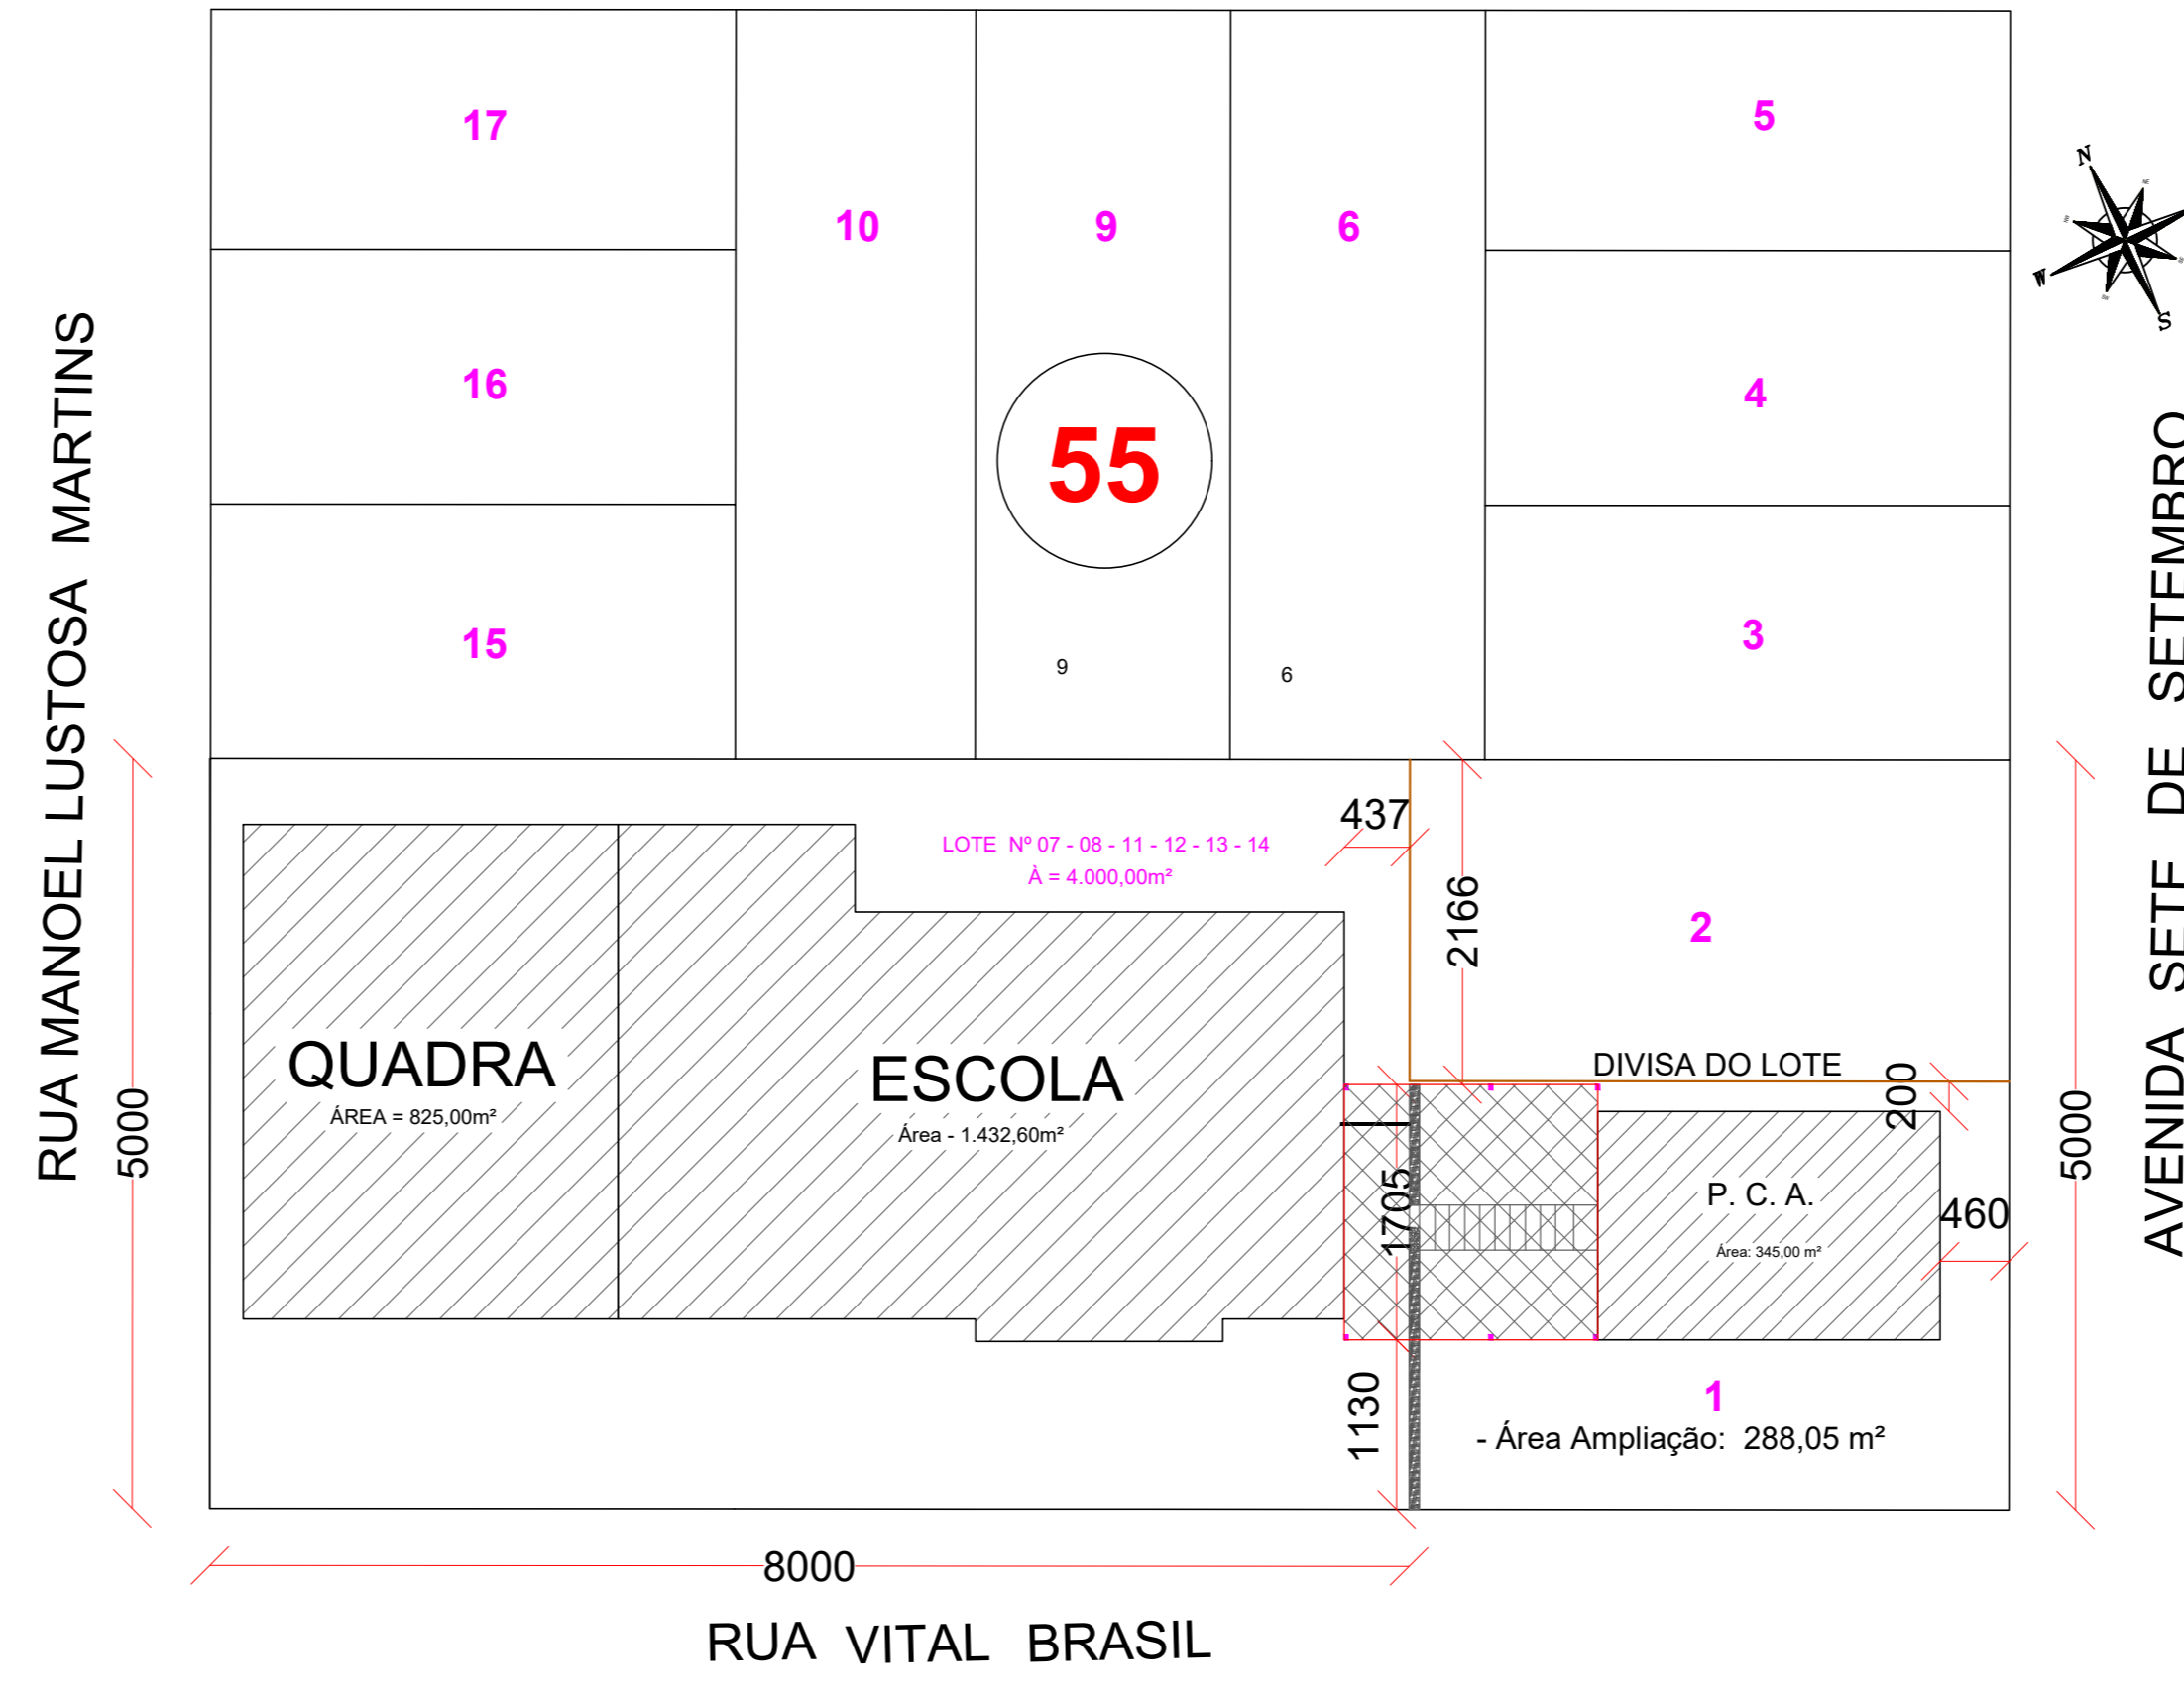 17
5
N
10
9
6
W
S
16
4
55
15
3
9
6
RUA MANOEL LUSTOSA MARTINS
AVENIDA SETE DE SETEMBRO
437
LOTE Nº 07 - 08 - 11 - 12 - 13 - 14
À = 4.000,00m²
2166
2
QUADRA
ÁREA = 825,00m²
ESCOLA
Área - 1.432,60m²
DIVISA DO LOTE
200
5000
5000
1705
P. C. A.
Área: 345,00 m²
460
1130
1
- Área Ampliação: 288,05 m²
8000
RUA VITAL BRASIL